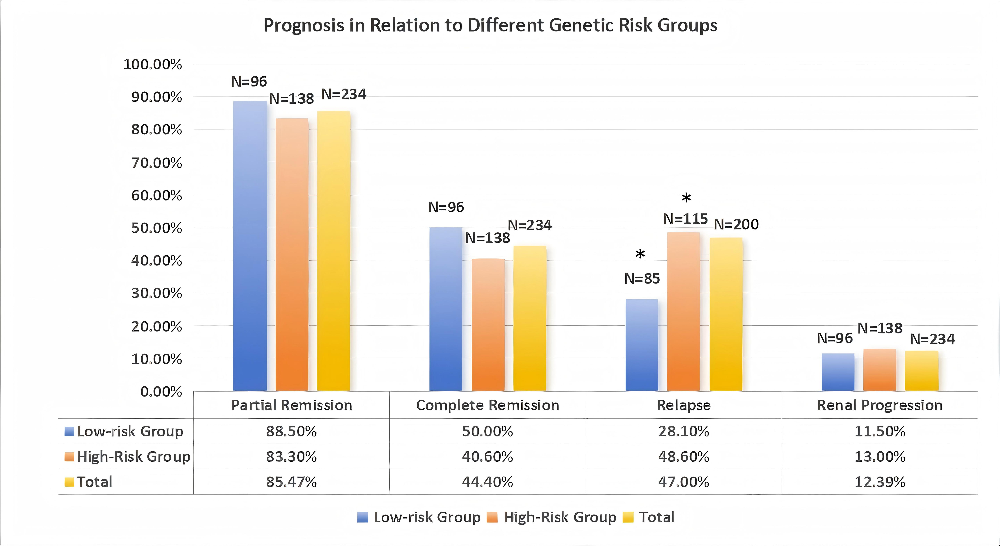 Prognosis in Relation to Different Genetic Risk Groups
100.00%
90.00%
80.00%
70.00%
60.00%
50.00%
40.00%
30.00%
20.00%
10.00%
0.00%
N=96
N=138
N=234
N=96
N=138
N=234
*
N=85
*
N=115
N=200
N=96
N=138
N=234
Partial Remission Complete Remission Relapse Renal Progression
Low-risk Group 88.50% 50.00% 28.10% 11.50%
High-Risk Group 83.30% 40.60% 48.60% 13.00%
Total 85.47% 44.40% 47.00% 12.39%
Low-risk Group High-Risk Group Total